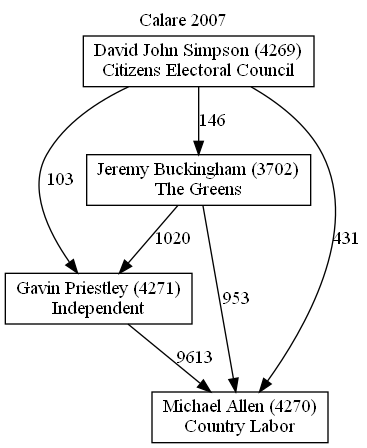 Calare 2007
David John Simpson (4269)
Citizens Electoral Council
146
Jeremy Buckingham (3702)
The Greens
103
1020
431
Gavin Priestley (4271)
Independent
953
9613
Michael Allen (4270)
Country Labor